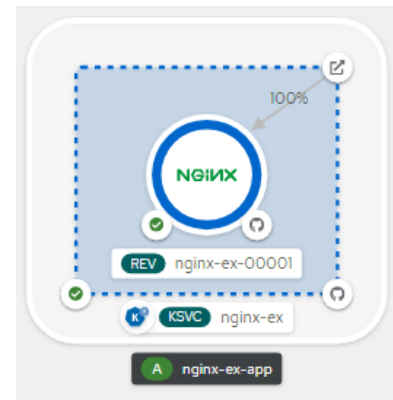 100%
NGINX
REV nginx-ex-00001
K KSVC nginx-ex
A nginx-ex-app